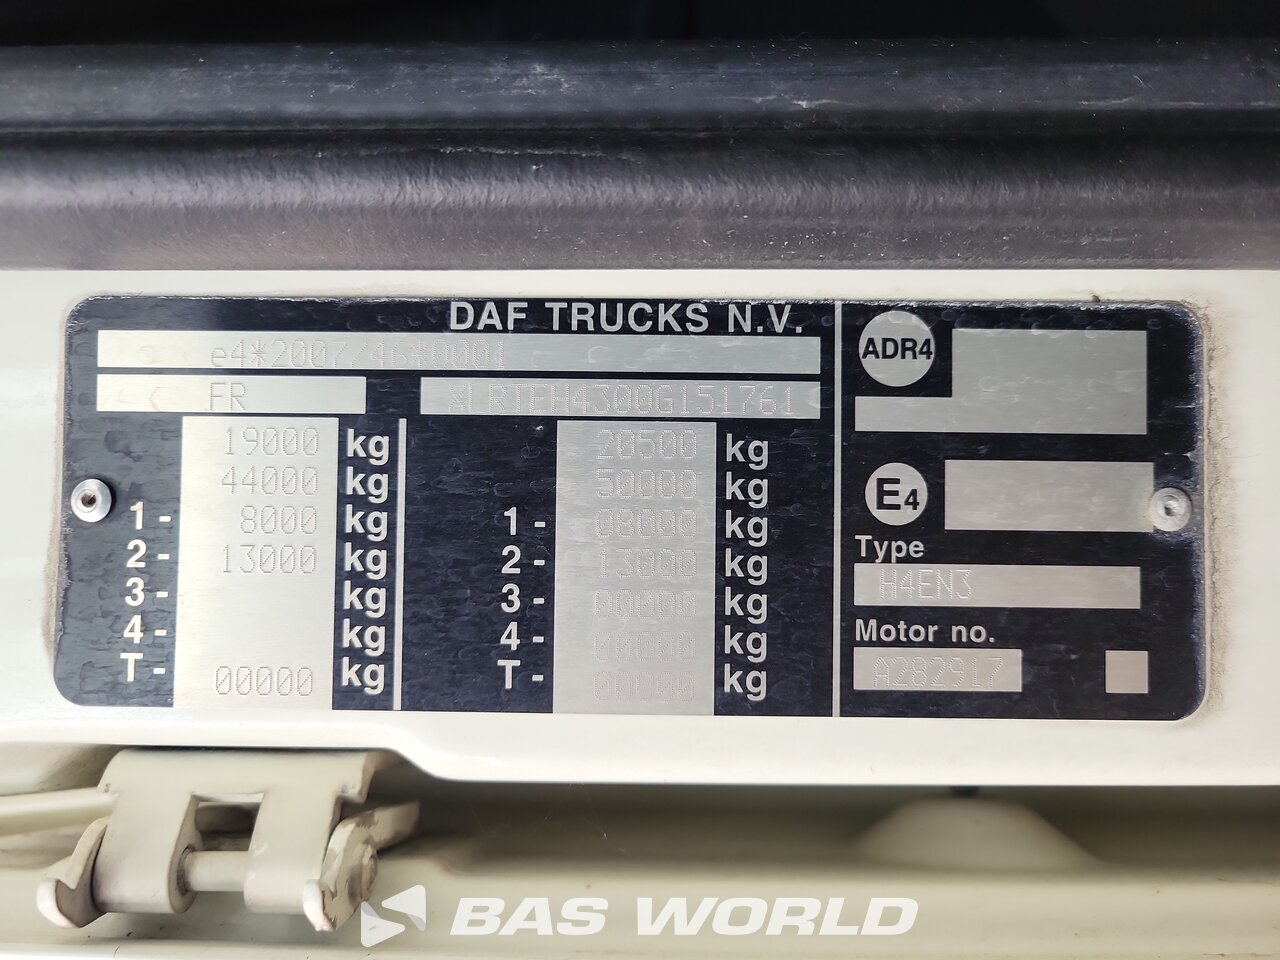 DAF TRUCKS N.V.
e4*2007/46*0001
FR XLRTEH4300G151761
19000 kg 20500 kg
44000 kg 50000 kg
1- 8000 kg 1- 08000 kg
2- 13000 kg 2- 13000 kg
3- kg 3- 00000 kg
4- kg 4- 00000 kg
T- 00000 kg T- kg
ADR4
E4
Type
H4EN3
Motor no.
A282917
BAS WORLD